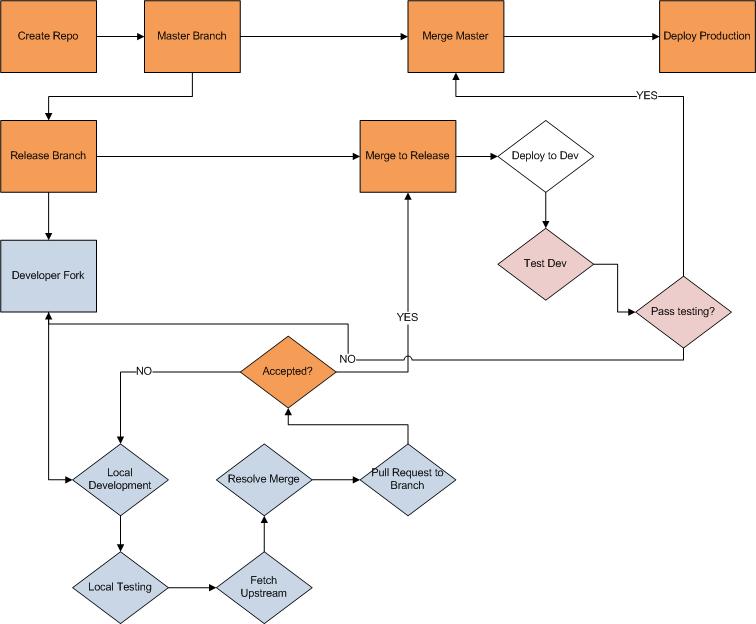 Create Repo
Master Branch
Merge Master
Deploy Production
YES
Release Branch
Merge to Release
Deploy to Dev
Developer Fork
Test Dev
Pass testing?
YES
NO
NO
Accepted?
Local
Development
Resolve Merge
Pull Request to
Branch
Local Testing
Fetch
Upstream